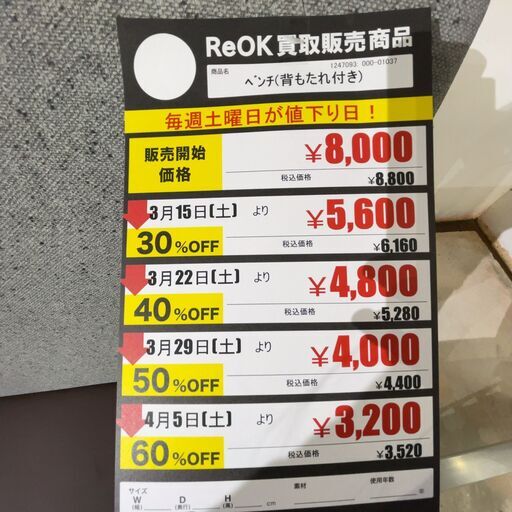 ReOK買取販売商品
1247093 000-01037
商品名
ベンチ(背もたれ付き)
毎週土曜日が値下り日！
販売開始
価格
¥8,000
税込価格 ¥8,800
3月15日(土) より ¥5,600
30%OFF 税込価格 ¥6,160
3月22日(土) より ¥4,800
40%OFF 税込価格 ¥5,280
3月29日(土) より ¥4,000
50%OFF 税込価格 ¥4,400
4月5日(土) より ¥3,200
60%OFF 税込価格 ¥3,520
サイズ 素材 使用年数
W D H
(幅) (奥行) (高) cm 年